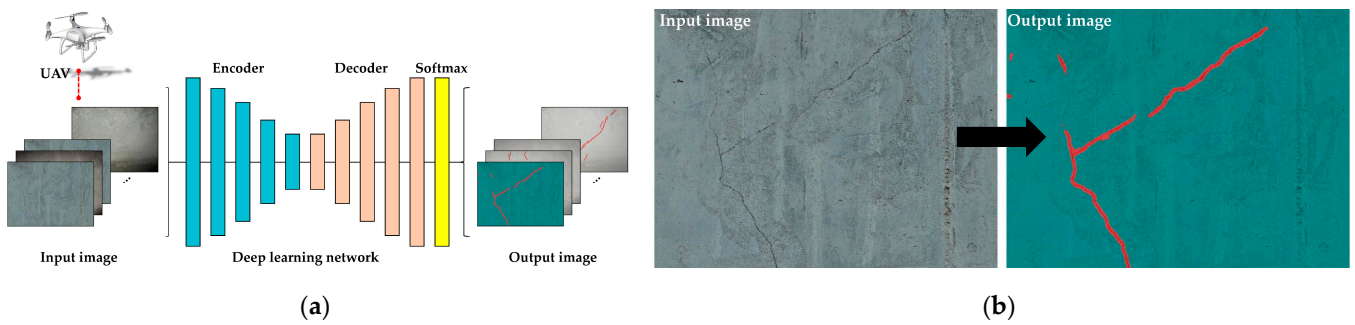 UAV
Encoder
Decoder
Softmax
Input image
Deep learning network
Output image
(a)
Input image
Output image
(b)